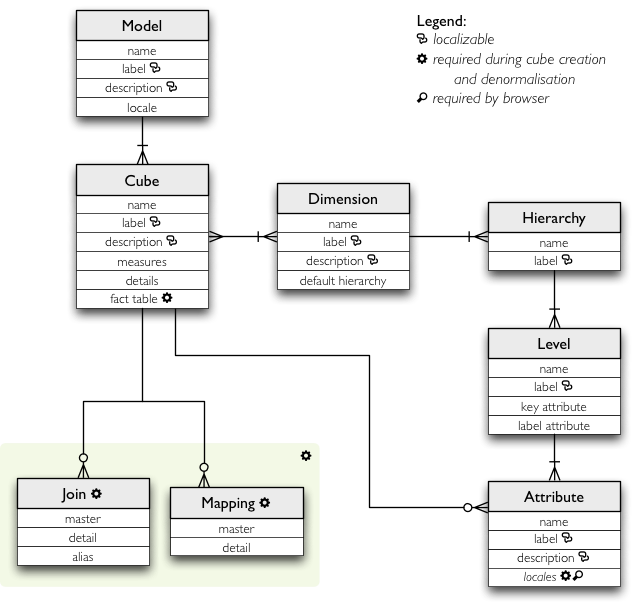 Model
name
label
description
locale
Legend:
localizable
required during cube creation
and denormalisation
required by browser
Cube
name
label
description
measures
details
fact table
Dimension
name
label
description
default hierarchy
Hierarchy
name
label
Level
name
label
key attribute
label attribute
Join
master
detail
alias
Mapping
master
detail
Attribute
name
label
description
locales